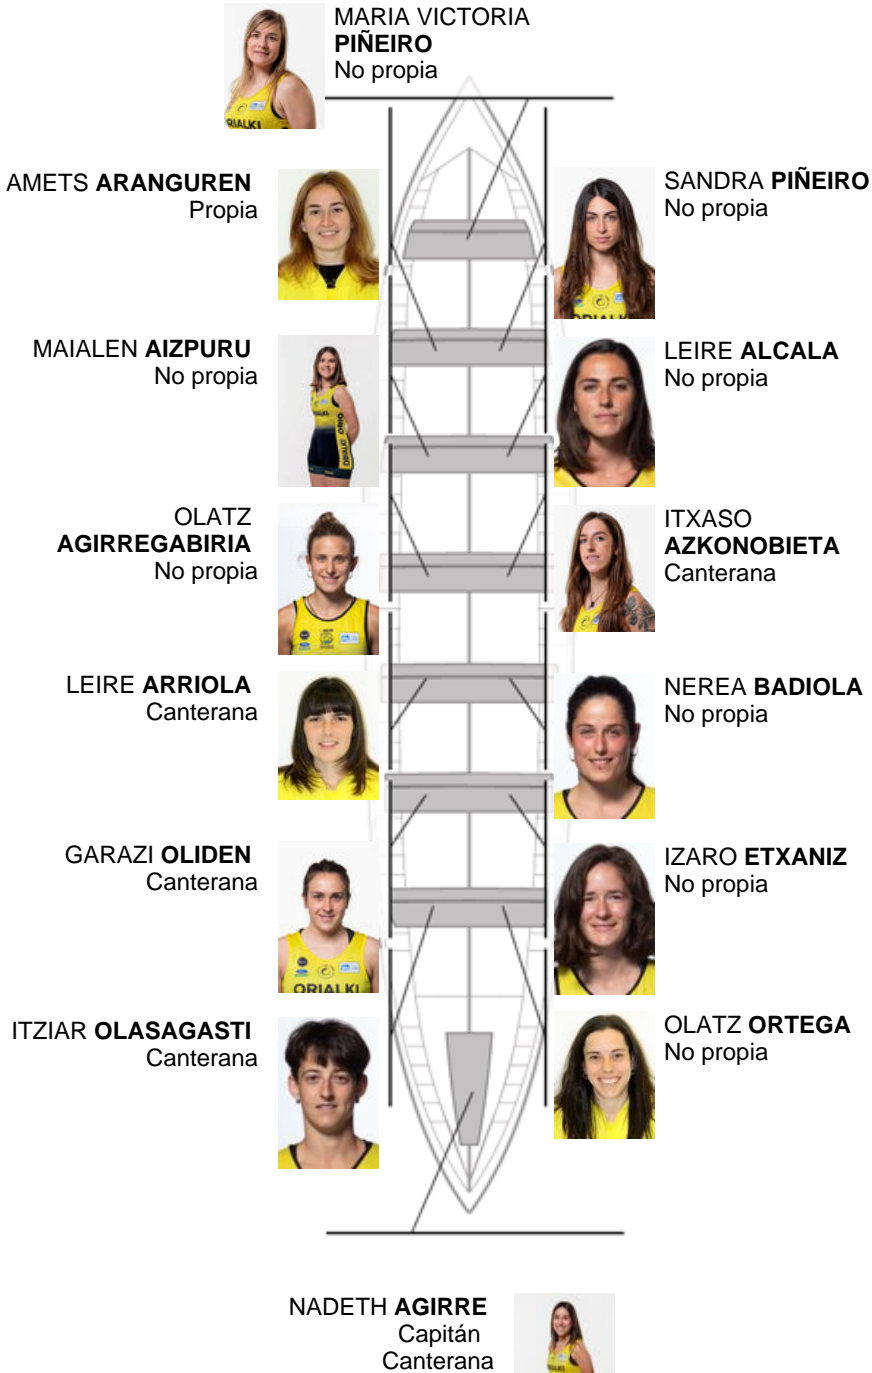 MARIA VICTORIA
PIÑEIRO
No propia
AMETS ARANGUREN
Propia
SANDRA PIÑEIRO
No propia
MAIALEN AIZPURU
No propia
LEIRE ALCALA
No propia
OLATZ
AGIRREGABIRIA
No propia
ITXASO
AZKONOBIETA
Canterana
LEIRE ARRIOLA
Canterana
NEREA BADIOLA
No propia
GARAZI OLIDEN
Canterana
IZARO ETXANIZ
No propia
ITZIAR OLASAGASTI
Canterana
OLATZ ORTEGA
No propia
NADETH AGIRRE
Capitán
Canterana